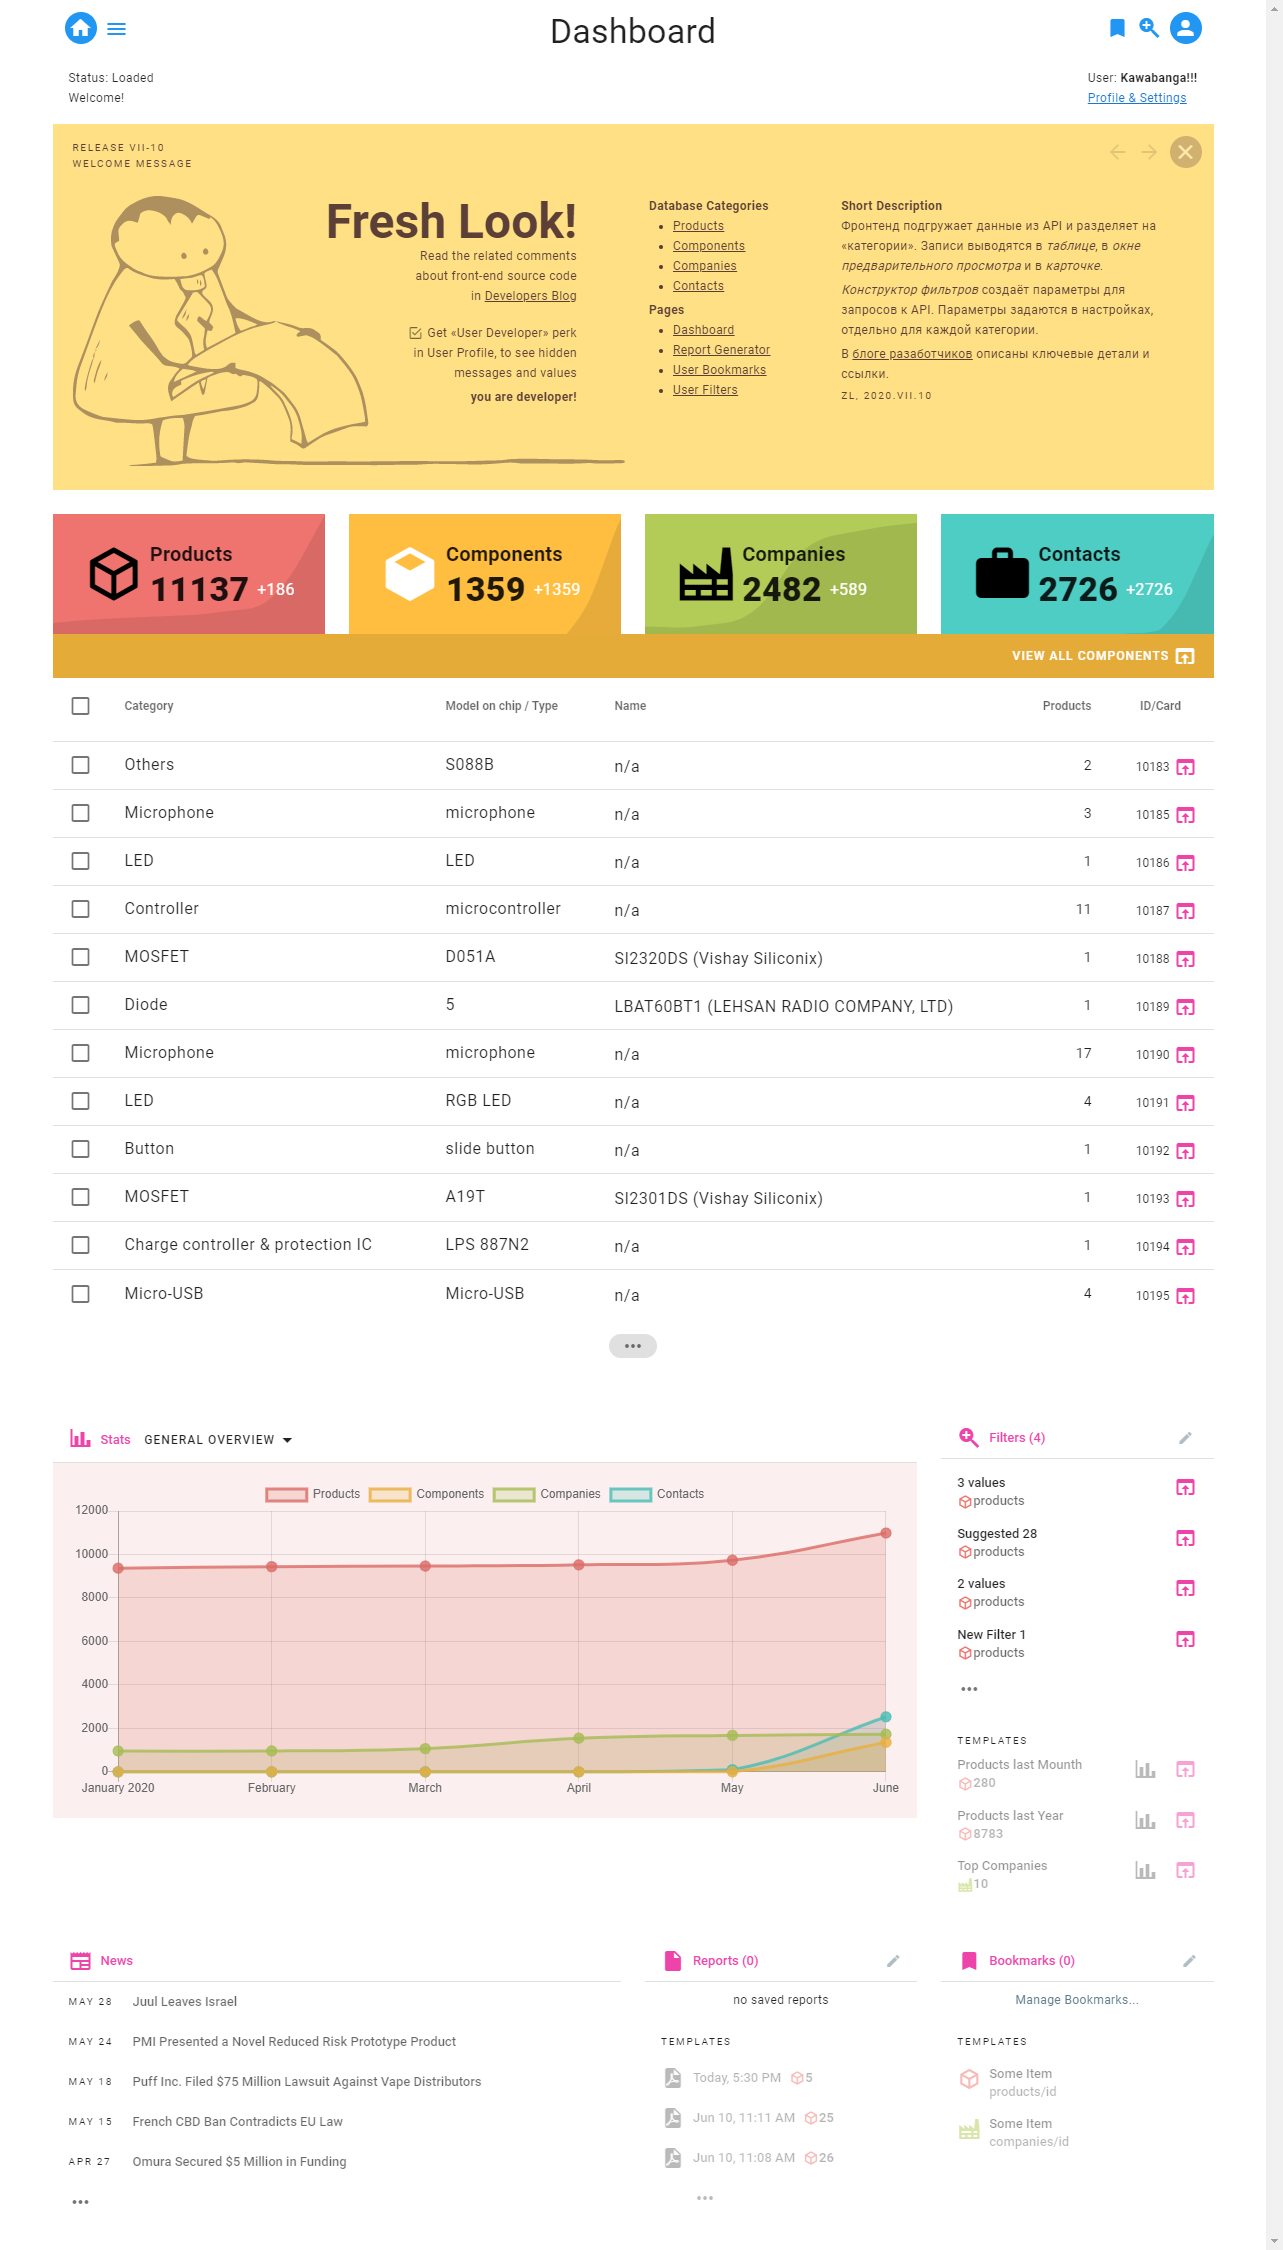 Dashboard
Status: Loaded
Welcome!
User: Kawabanga!!!
Profile & Settings
RELEASE VII-10
WELCOME MESSAGE
Fresh Look!
Read the related comments
about front-end source code
in Developers Blog
Get «User Developer» perk
in User Profile, to see hidden
messages and values
you are developer!
Database Categories
Products
Components
Companies
Contacts
Pages
Dashboard
Report Generator
User Bookmarks
User Filters
Short Description
Фронтенд подгружает данные из API и разделяет на
«категории». Записи выводятся в таблице, в окне
предварительного просмотра и в карточке.
Конструктор фильтров создаёт параметры для
запросов к API. Параметры задаются в настройках,
отдельно для каждой категории.
В блоге разаботчиков описаны ключевые детали и
ссылки.
ZL, 2020.VII.10
Products
11137 +186
Components
1359 +1359
Companies
2482 +589
Contacts
2726 +2726
VIEW ALL COMPONENTS
Category Model on chip / Type Name Products ID/Card
Others S088B n/a 2 10183
Microphone microphone n/a 3 10185
LED LED n/a 1 10186
Controller microcontroller n/a 11 10187
MOSFET D051A SI2320DS (Vishay Siliconix) 1 10188
Diode 5 LBAT60BT1 (LEHSAN RADIO COMPANY, LTD) 1 10189
Microphone microphone n/a 17 10190
LED RGB LED n/a 4 10191
Button slide button n/a 1 10192
MOSFET A19T SI2301DS (Vishay Siliconix) 1 10193
Charge controller & protection IC LPS 887N2 n/a 1 10194
Micro-USB Micro-USB n/a 4 10195
•••
Stats GENERAL OVERVIEW
Products Components Companies Contacts
12000
10000
8000
6000
4000
2000
0
January 2020 February March April May June
Filters (4)
3 values
products
Suggested 28
products
2 values
products
New Filter 1
products
•••
TEMPLATES
Products last Mounth
280
Products last Year
8783
Top Companies
10
News
MAY 28 Juul Leaves Israel
MAY 24 PMI Presented a Novel Reduced Risk Prototype Product
MAY 18 Puff Inc. Filed $75 Million Lawsuit Against Vape Distributors
MAY 15 French CBD Ban Contradicts EU Law
APR 27 Omura Secured $5 Million in Funding
•••
Reports (0)
no saved reports
TEMPLATES
Today, 5:30 PM 5
Jun 10, 11:11 AM 25
Jun 10, 11:08 AM 26
•••
Bookmarks (0)
Manage Bookmarks...
TEMPLATES
Some Item
products/id
Some Item
companies/id